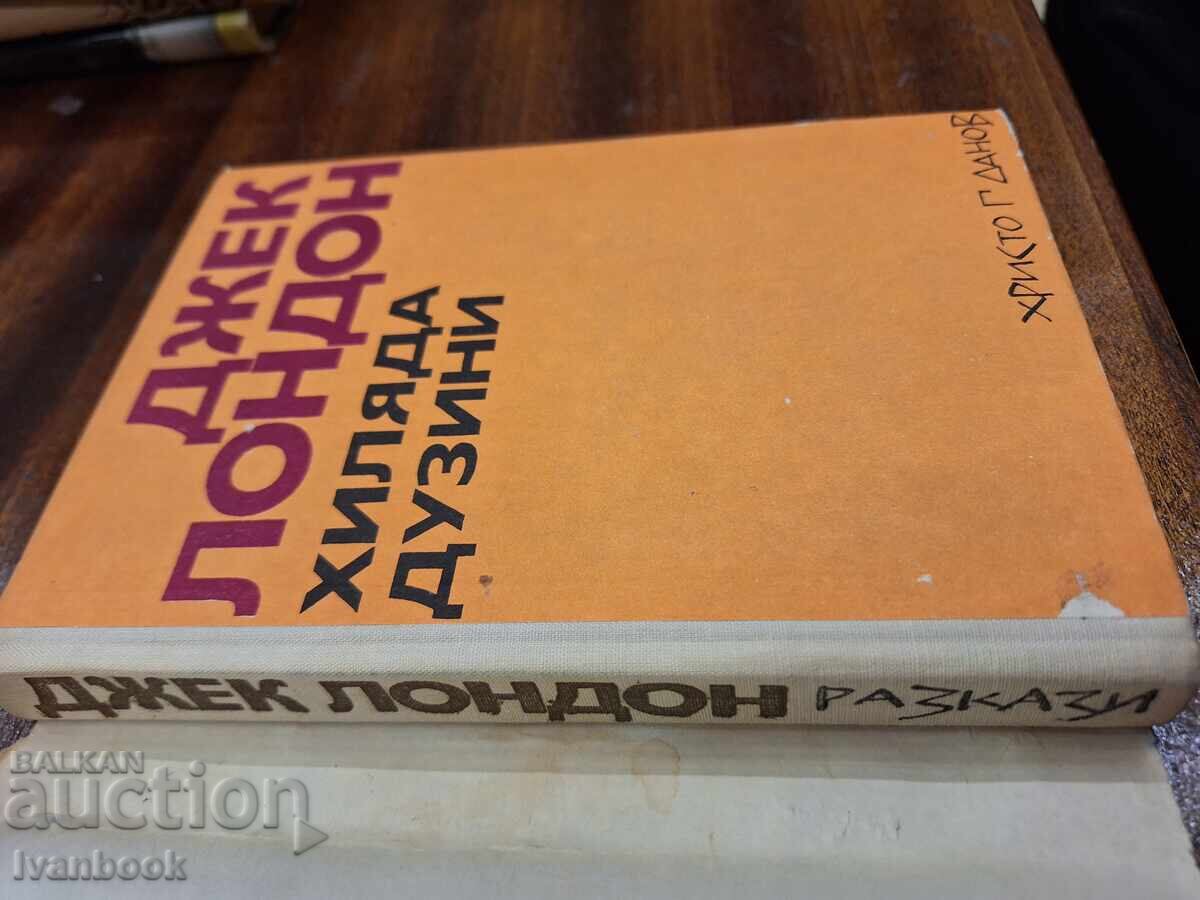 ДЖЕК
ЛОНДОН
ХИЛЯДА
ДУЗИНИ
ХРИСТО Г ДАНОВ
ДЖЕК ЛОНДОН РАЗКАЗИ
BALKAN
auction
Ivanbook